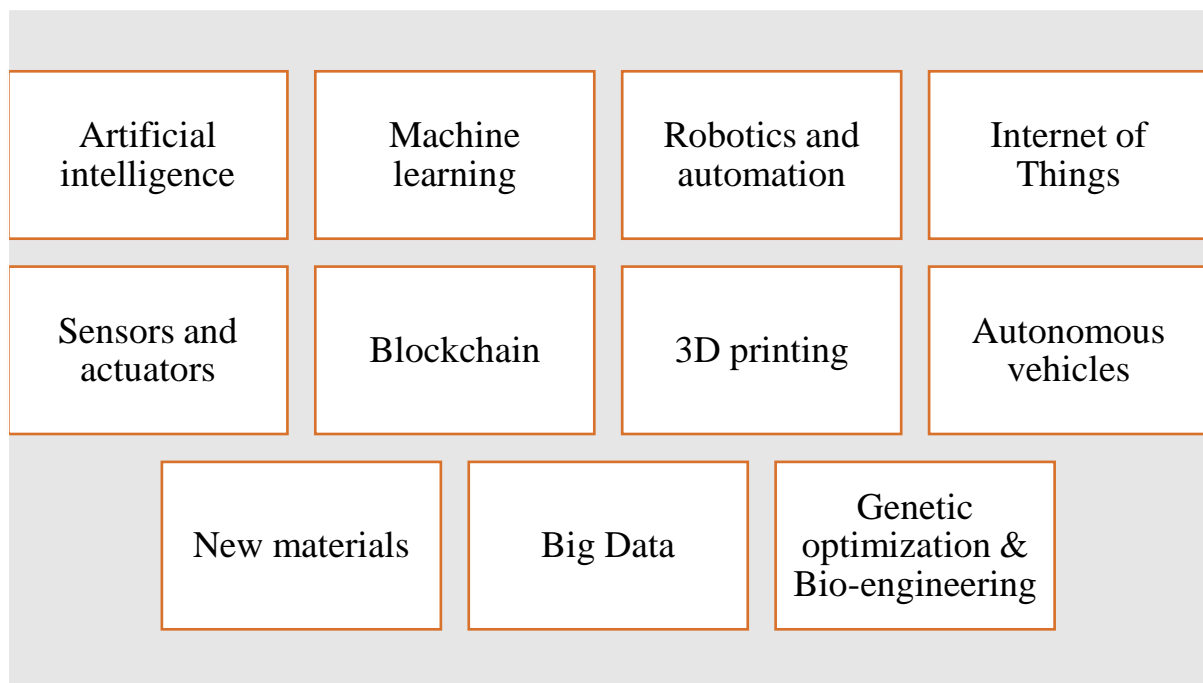 Artificial
intelligence
Machine
learning
Robotics and
automation
Internet of
Things
Sensors and
actuators
Blockchain
3D printing
Autonomous
vehicles
New materials
Big Data
Genetic
optimization &
Bio-engineering